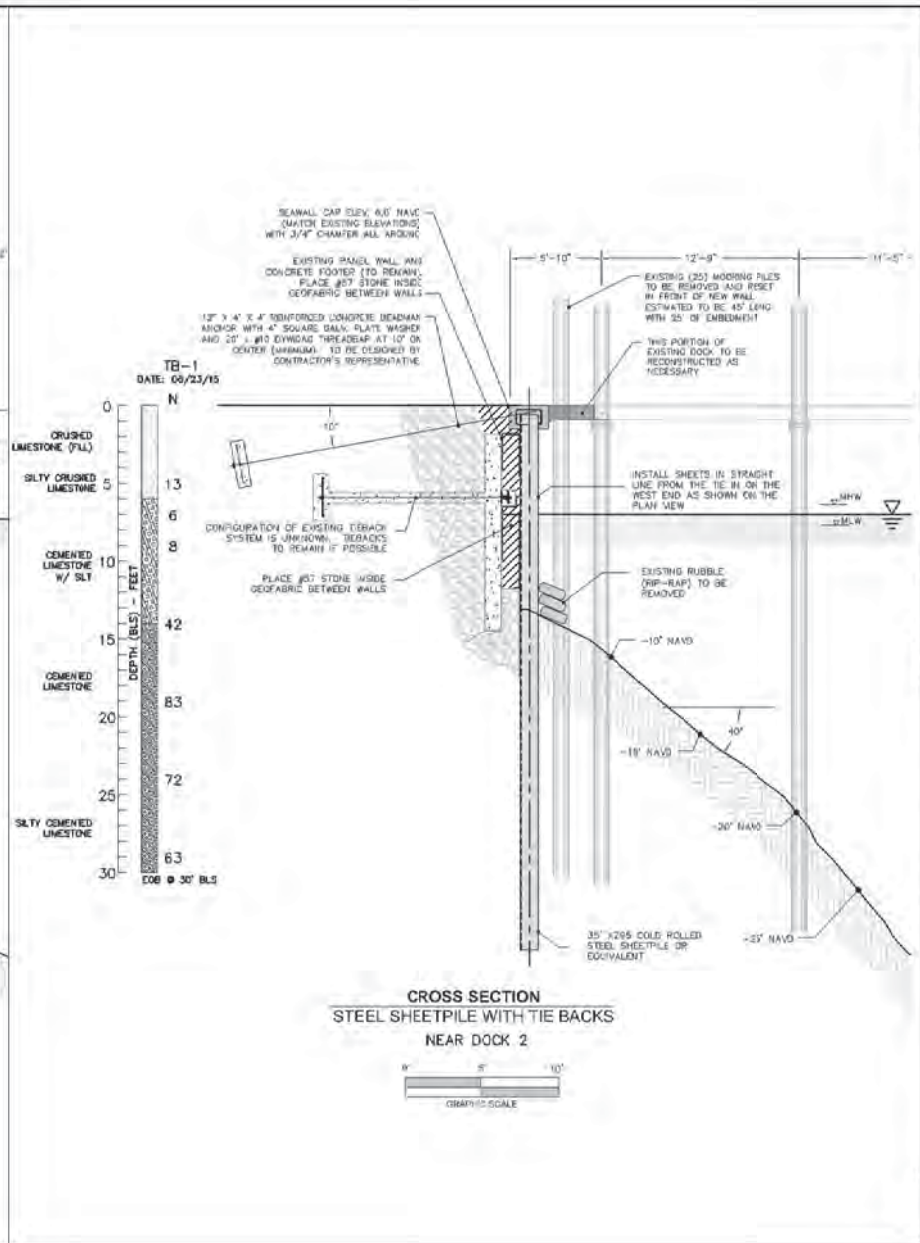 SEAWALL CAP ELEV. 6.0' NAVD
(MATCH EXISTING ELEVATIONS)
WITH 3/4" CHAMFER ALL AROUND
EXISTING PANEL WALL AND
CONCRETE FOOTER (TO REMAIN).
PLACE #57 STONE INSIDE
GEOFABRIC BETWEEN WALLS
12" X 4' X 4' REINFORCED CONCRETE DEADMAN
ANCHOR WITH 4" SQUARE GALV. PLATE WASHER
AND 20' #10 DYWIDAG THREADBAR AT 10' ON
CENTER (MINIMUM). TO BE DESIGNED BY
CONTRACTOR'S REPRESENTATIVE
5'-10"
12'-9"
11'-5"
EXISTING (25) MOORING PILES
TO BE REMOVED AND RESET
IN FRONT OF NEW WALL
ESTIMATED TO BE 45' LONG
WITH 25' OF EMBEDMENT
THIS PORTION OF
EXISTING DOCK TO BE
RECONSTRUCTED AS
NECESSARY
TB-1
DATE: 06/23/15
N
0
5
10
15
20
25
30
DEPTH (BLS) - FEET
CRUSHED
LIMESTONE (FILL)
SILTY CRUSHED
LIMESTONE
CEMENTED
LIMESTONE
W/ SILT
CEMENTED
LIMESTONE
SILTY CEMENTED
LIMESTONE
13
6
8
42
83
72
63
EOB @ 30' BLS
10°
CONFIGURATION OF EXISTING TIEBACK
SYSTEM IS UNKNOWN. TIEBACKS
TO REMAIN IF POSSIBLE
PLACE #57 STONE INSIDE
GEOFABRIC BETWEEN WALLS
INSTALL SHEETS IN STRAIGHT
LINE FROM THE TIE IN ON THE
WEST END AS SHOWN ON THE
PLAN VIEW
MHW
MLW
EXISTING RUBBLE
(RIP-RAP) TO BE
REMOVED
-10' NAVD
-15' NAVD
40°
-20' NAVD
-25' NAVD
35' XZ95 COLD ROLLED
STEEL SHEETPILE OR
EQUIVALENT
CROSS SECTION
STEEL SHEETPILE WITH TIE BACKS
NEAR DOCK 2
0' 5' 10'
GRAPHIC SCALE